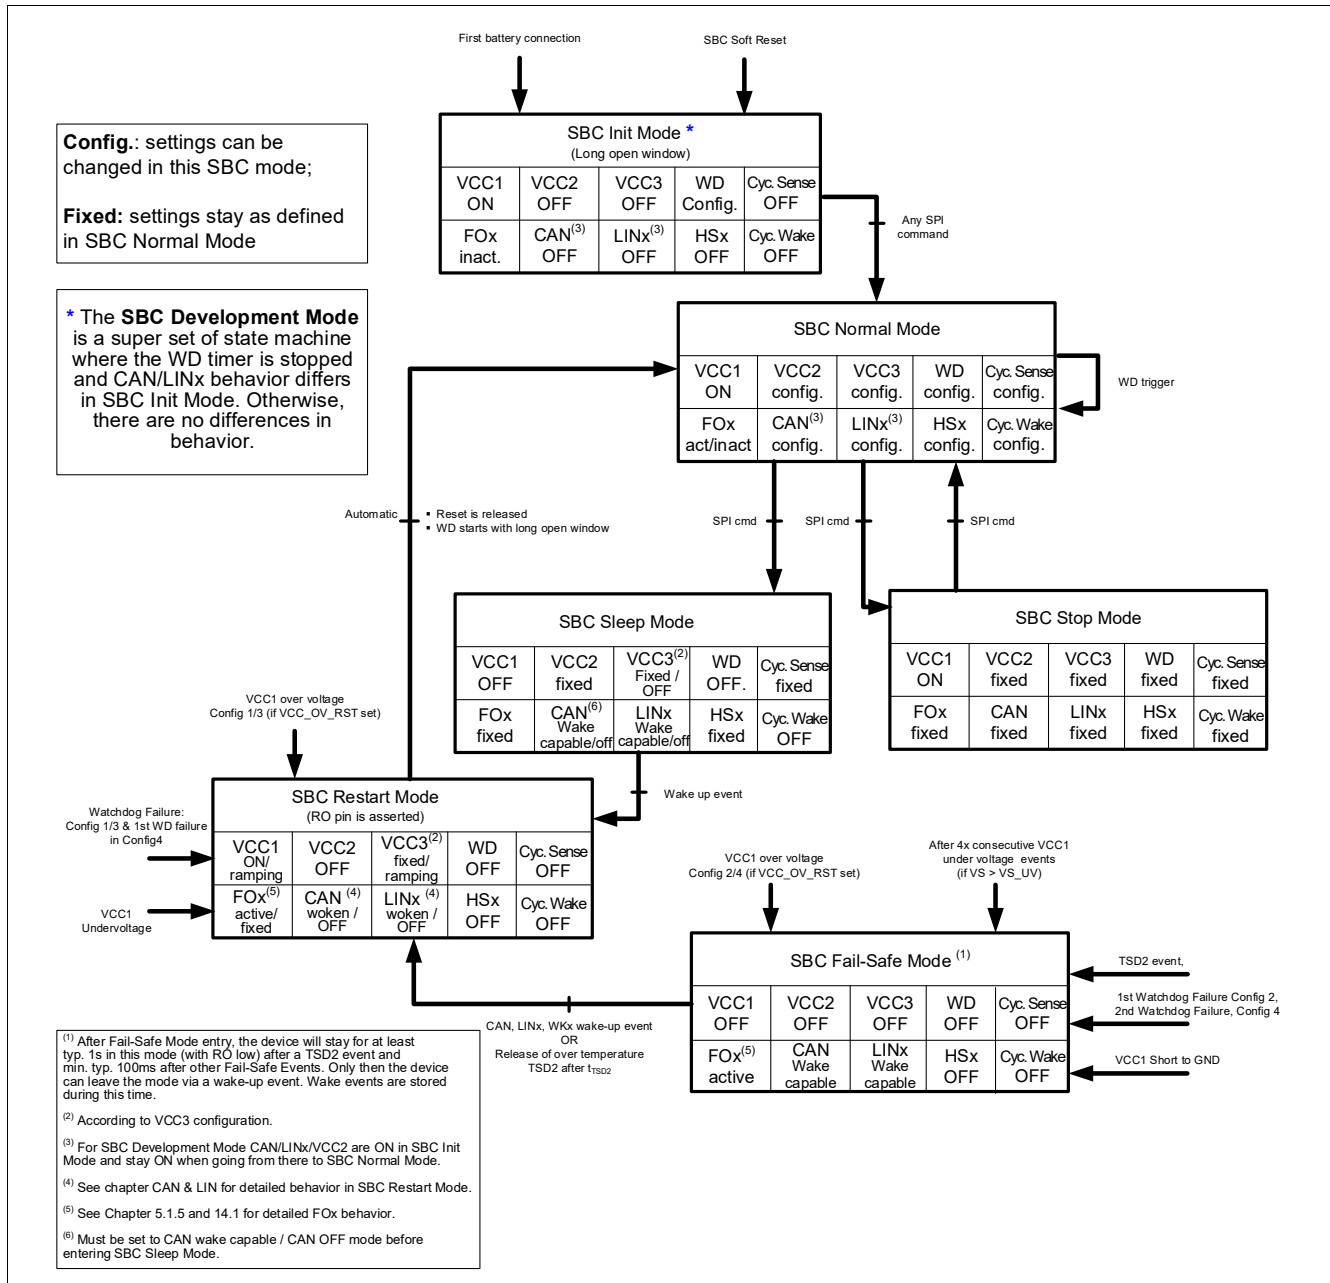 First battery connection
SBC Soft Reset
Config.: settings can be
changed in this SBC mode;
Fixed: settings stay as defined
in SBC Normal Mode
* The SBC Development Mode
is a super set of state machine
where the WD timer is stopped
and CAN/LINx behavior differs
in SBC Init Mode. Otherwise,
there are no differences in
behavior.
SBC Init Mode *
(Long open window)
VCC1 VCC2 VCC3 WD Cyc. Sense
ON OFF OFF Config. OFF
FOx CAN(3) LINx(3) HSx Cyc. Wake
inact. OFF OFF OFF OFF
Any SPI
command
SBC Normal Mode
VCC1 VCC2 VCC3 WD Cyc. Sense
ON config. config. config. config.
FOx CAN(3) LINx(3) HSx Cyc. Wake
act/inact config. config. config. config.
WD trigger
Automatic
▪ Reset is released
▪ WD starts with long open window
SPI cmd
SPI cmd
SPI cmd
SBC Sleep Mode
VCC1 VCC2 VCC3(2) WD Cyc. Sense
OFF fixed Fixed / OFF OFF. fixed
FOx CAN(6) LINx HSx Cyc. Wake
fixed Wake capable/off Wake capable/off fixed OFF
SBC Stop Mode
VCC1 VCC2 VCC3 WD Cyc. Sense
ON fixed fixed fixed fixed
FOx CAN LINx HSx Cyc. Wake
fixed fixed fixed fixed fixed
VCC1 over voltage
Config 1/3 (if VCC_OV_RST set)
Wake up event
Watchdog Failure:
Config 1/3 & 1st WD failure
in Config4
VCC1
Undervoltage
SBC Restart Mode
(RO pin is asserted)
VCC1 VCC2 VCC3(2) WD Cyc. Sense
ON/ ramping OFF fixed/ ramping OFF OFF
FOx(5) CAN (4) LINx (4) HSx Cyc. Wake
active/ fixed woken / OFF woken / OFF OFF OFF
VCC1 over voltage
Config 2/4 (if VCC_OV_RST set)
After 4x consecutive VCC1
under voltage events
(if VS > VS_UV)
SBC Fail-Safe Mode (1)
VCC1 VCC2 VCC3 WD Cyc. Sense
OFF OFF OFF OFF OFF
FOx(5) CAN LINx HSx Cyc. Wake
active Wake capable Wake capable OFF OFF
TSD2 event,
1st Watchdog Failure Config 2,
2nd Watchdog Failure, Config 4
VCC1 Short to GND
CAN, LINx, WKx wake-up event
OR
Release of over temperature
TSD2 after tTSD2
(1) After Fail-Safe Mode entry, the device will stay for at least
typ. 1s in this mode (with RO low) after a TSD2 event and
min. typ. 100ms after other Fail-Safe Events. Only then the device
can leave the mode via a wake-up event. Wake events are stored
during this time.
(2) According to VCC3 configuration.
(3) For SBC Development Mode CAN/LINx/VCC2 are ON in SBC Init
Mode and stay ON when going from there to SBC Normal Mode.
(4) See chapter CAN & LIN for detailed behavior in SBC Restart Mode.
(5) See Chapter 5.1.5 and 14.1 for detailed FOx behavior.
(6) Must be set to CAN wake capable / CAN OFF mode before
entering SBC Sleep Mode.